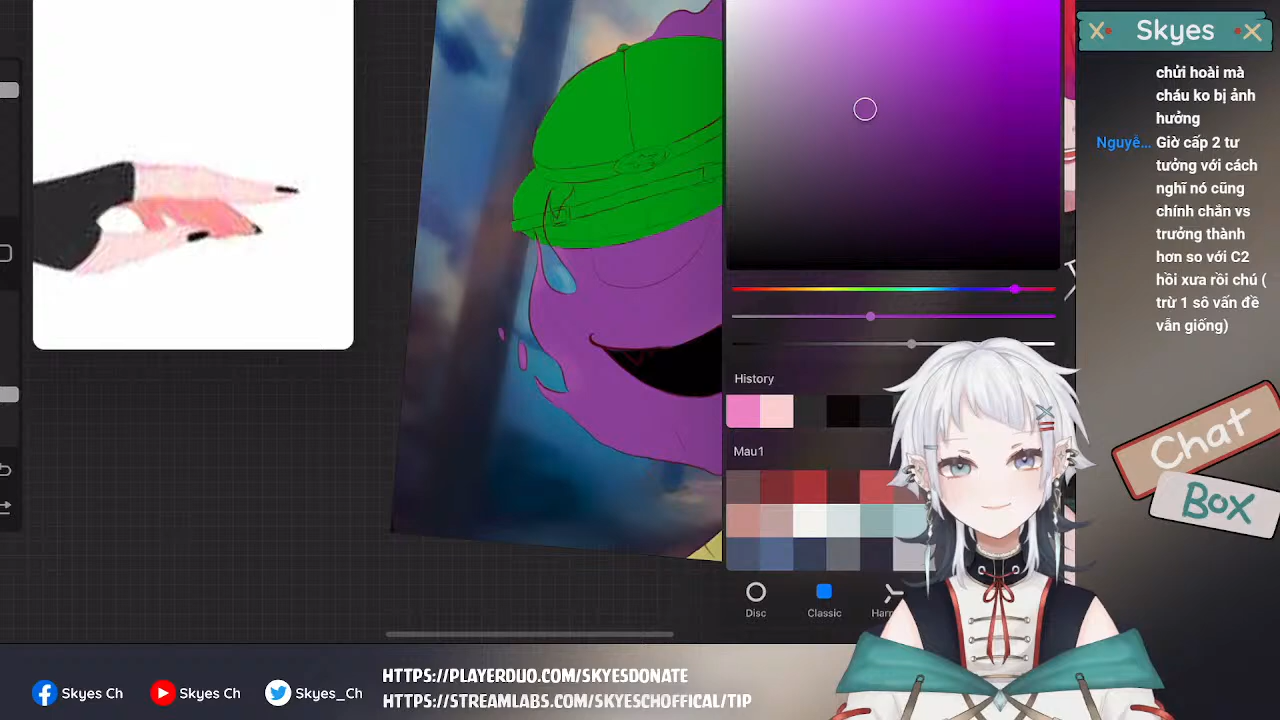 Skyes
chửi hoài mà
cháu ko bị ảnh
hưởng
Nguyễ... Giờ cấp 2 tư
tưởng với cách
nghĩ nó cũng
chính chắn vs
trưởng thành
hơn so với C2
hồi xưa rồi chú (
trừ 1 sô vấn đề
vẫn giống)
History
Mau1
Disc
Classic
Chat
Box
Skyes Ch
Skyes Ch
Skyes_Ch
HTTPS://PLAYERDUO.COM/SKYESDONATE
HTTPS://STREAMLABS.COM/SKYESCHOFFICAL/TIP